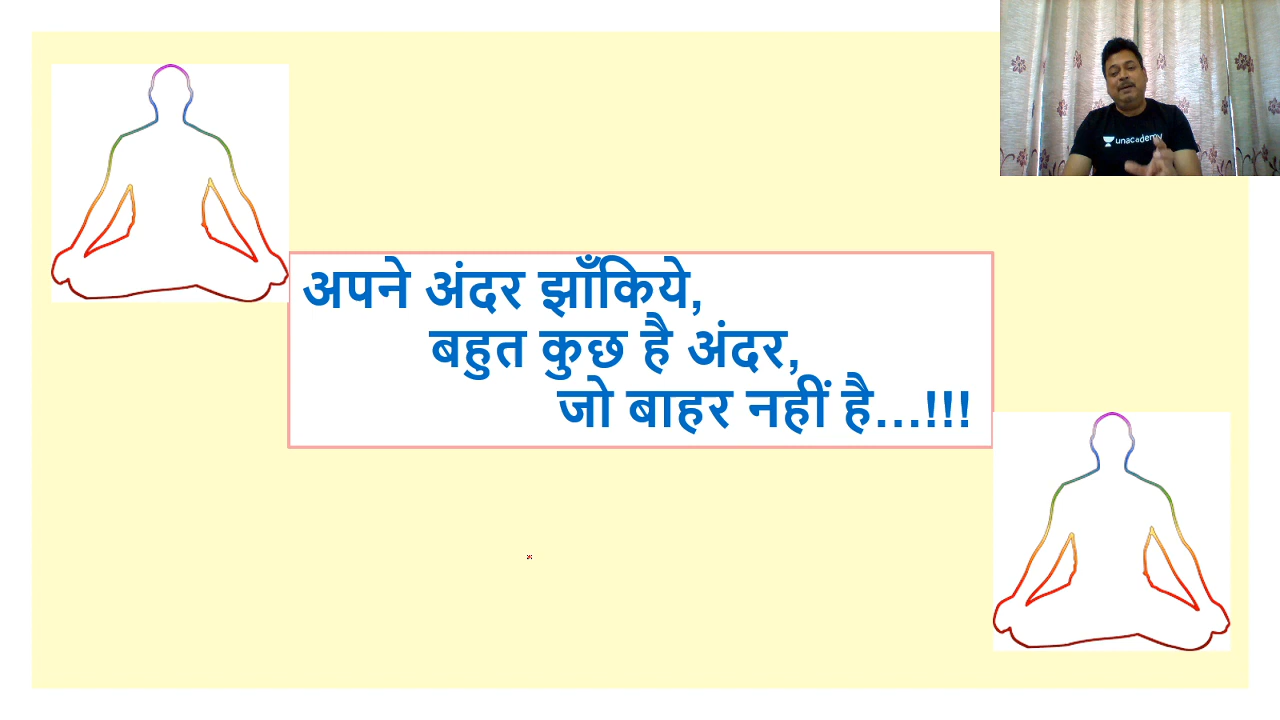 unacademy
अपने अंदर झाँकिये,
बहुत कुछ है अंदर,
जो बाहर नहीं है...!!!